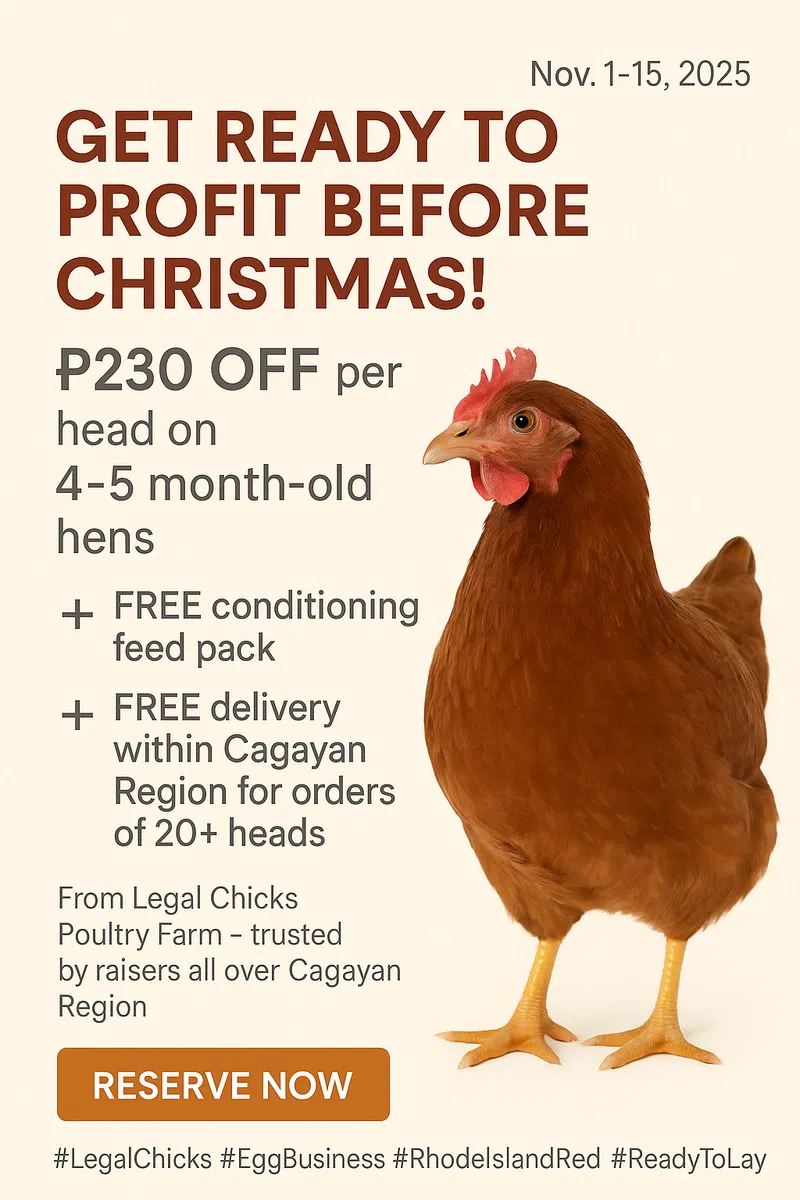 Nov. 1-15, 2025
GET READY TO
PROFIT BEFORE
CHRISTMAS!
₱230 OFF per
head on
4-5 month-old
hens
+ FREE conditioning
feed pack
+ FREE delivery
within Cagayan
Region for orders
of 20+ heads
From Legal Chicks
Poultry Farm – trusted
by raisers all over Cagayan
Region
RESERVE NOW
#LegalChicks #EggBusiness #RhodeIslandRed #ReadyToLay